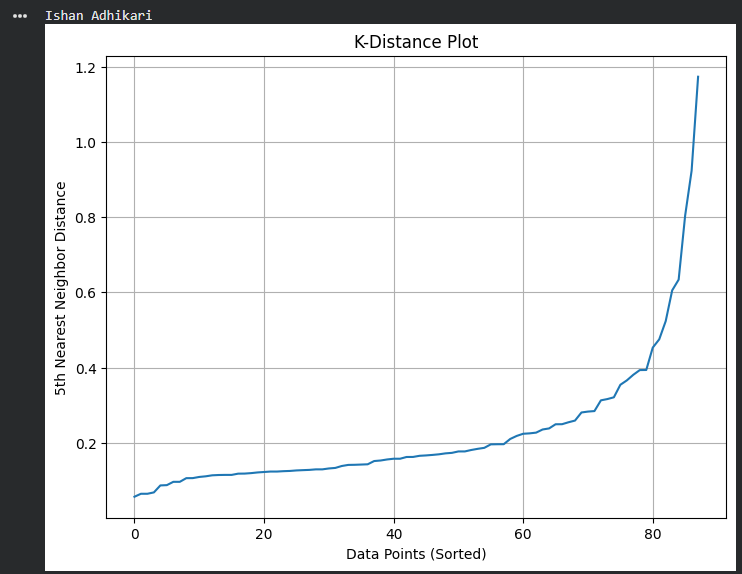 Ishan Adhikari
K-Distance Plot
1.2
1.0
0.8
0.6
0.4
0.2
5th Nearest Neighbor Distance
0 20 40 60 80
Data Points (Sorted)